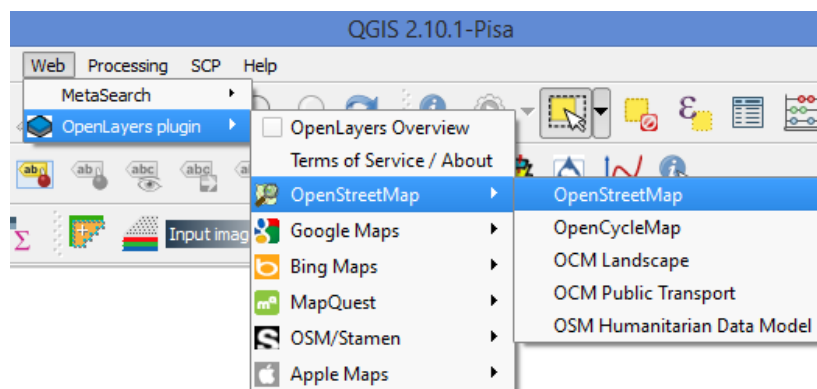 QGIS 2.10.1-Pisa
Web Processing SCP Help
MetaSearch
OpenLayers plugin
OpenLayers Overview
Terms of Service / About
OpenStreetMap
Google Maps
Bing Maps
MapQuest
OSM/Stamen
Apple Maps
OpenStreetMap
OpenCycleMap
OCM Landscape
OCM Public Transport
OSM Humanitarian Data Model
abc
Input imag